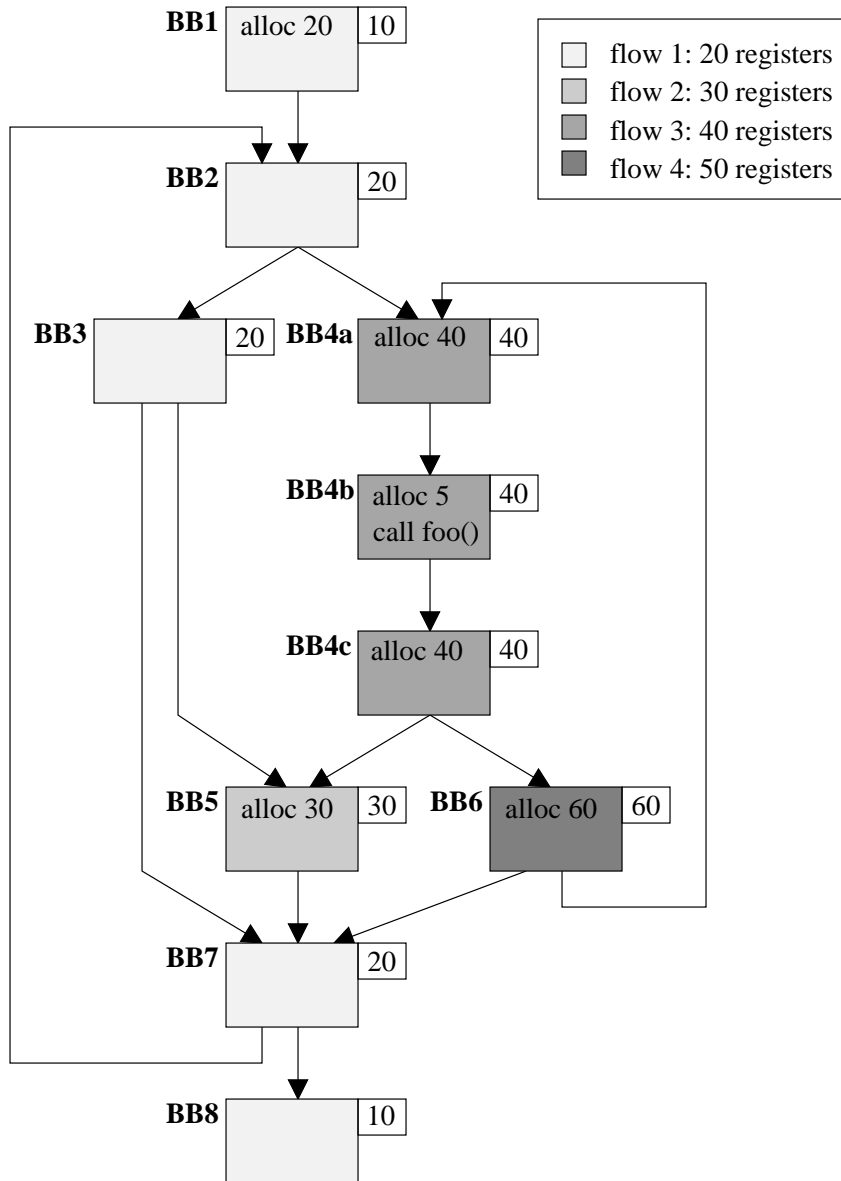 BB1 alloc 20 10
flow 1: 20 registers
flow 2: 30 registers
flow 3: 40 registers
flow 4: 50 registers
BB2 20
BB3 20
BB4a alloc 40 40
BB4b alloc 5 40
call foo()
BB4c alloc 40 40
BB5 alloc 30 30
BB6 alloc 60 60
BB7 20
BB8 10